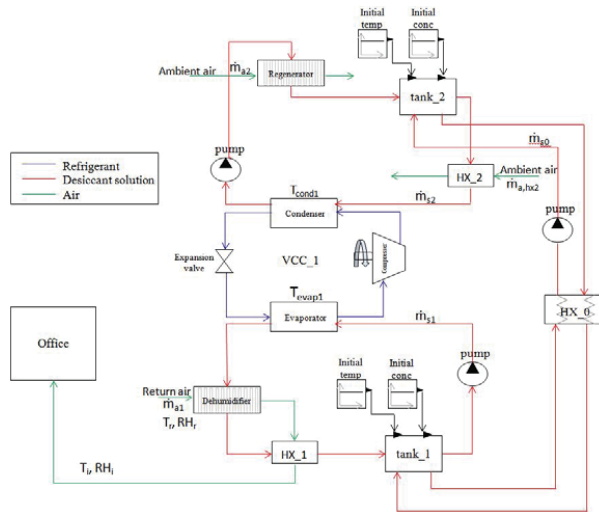 Initial
temp
Initial
conc
Ambient air
ṁa2
Regenerator
tank_2
ṁs0
pump
Refrigerant
Desiccant solution
Air
HX_2
Ambient air
ṁa,hx2
Tcond1
Condenser
ṁs2
pump
Expansion
valve
VCC_1
Compressor
Tevap1
Evaporator
ṁs1
HX_0
Office
pump
Return air
ṁa1
Dehumidifier
Initial
temp
Initial
conc
Tr, RHr
HX_1
tank_1
Ti, RHi